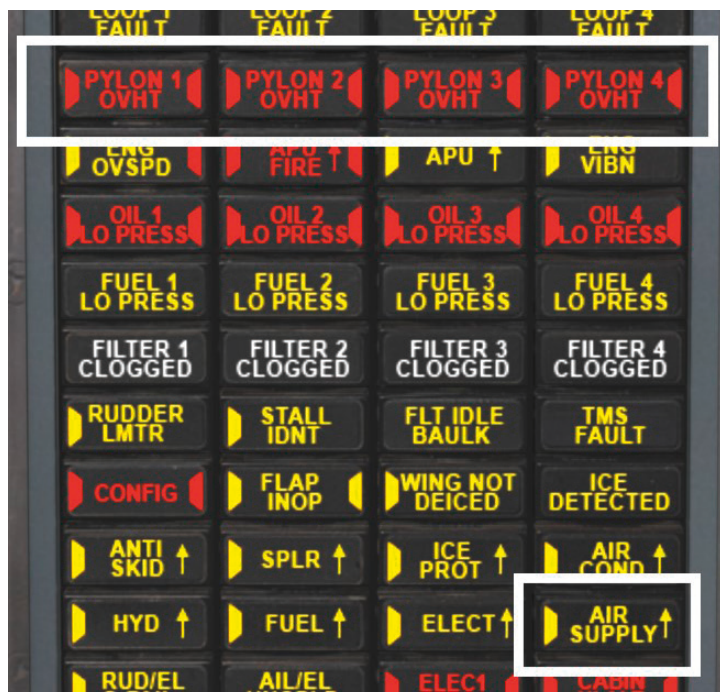 LOOP 1 LOOP 2 LOOP 3 LOOP 4
FAULT FAULT FAULT FAULT
PYLON 1 PYLON 2 PYLON 3 PYLON 4
OVHT OVHT OVHT OVHT
ENG APU APU ↑ ENG
OVSPD FIRE ↑ VIBN
OIL 1 OIL 2 OIL 3 OIL 4
LO PRESS LO PRESS LO PRESS LO PRESS
FUEL 1 FUEL 2 FUEL 3 FUEL 4
LO PRESS LO PRESS LO PRESS LO PRESS
FILTER 1 FILTER 2 FILTER 3 FILTER 4
CLOGGED CLOGGED CLOGGED CLOGGED
RUDDER STALL FLT IDLE TMS
LMTR IDNT BAULK FAULT
CONFIG FLAP WING NOT ICE
INOP DEICED DETECTED
ANTI SPLR ↑ ICE AIR
SKID ↑ PROT ↑ COND ↑
HYD ↑ FUEL ↑ ELECT ↑ AIR
SUPPLY ↑
RUD/EL AIL/EL ELEC1 CABIN